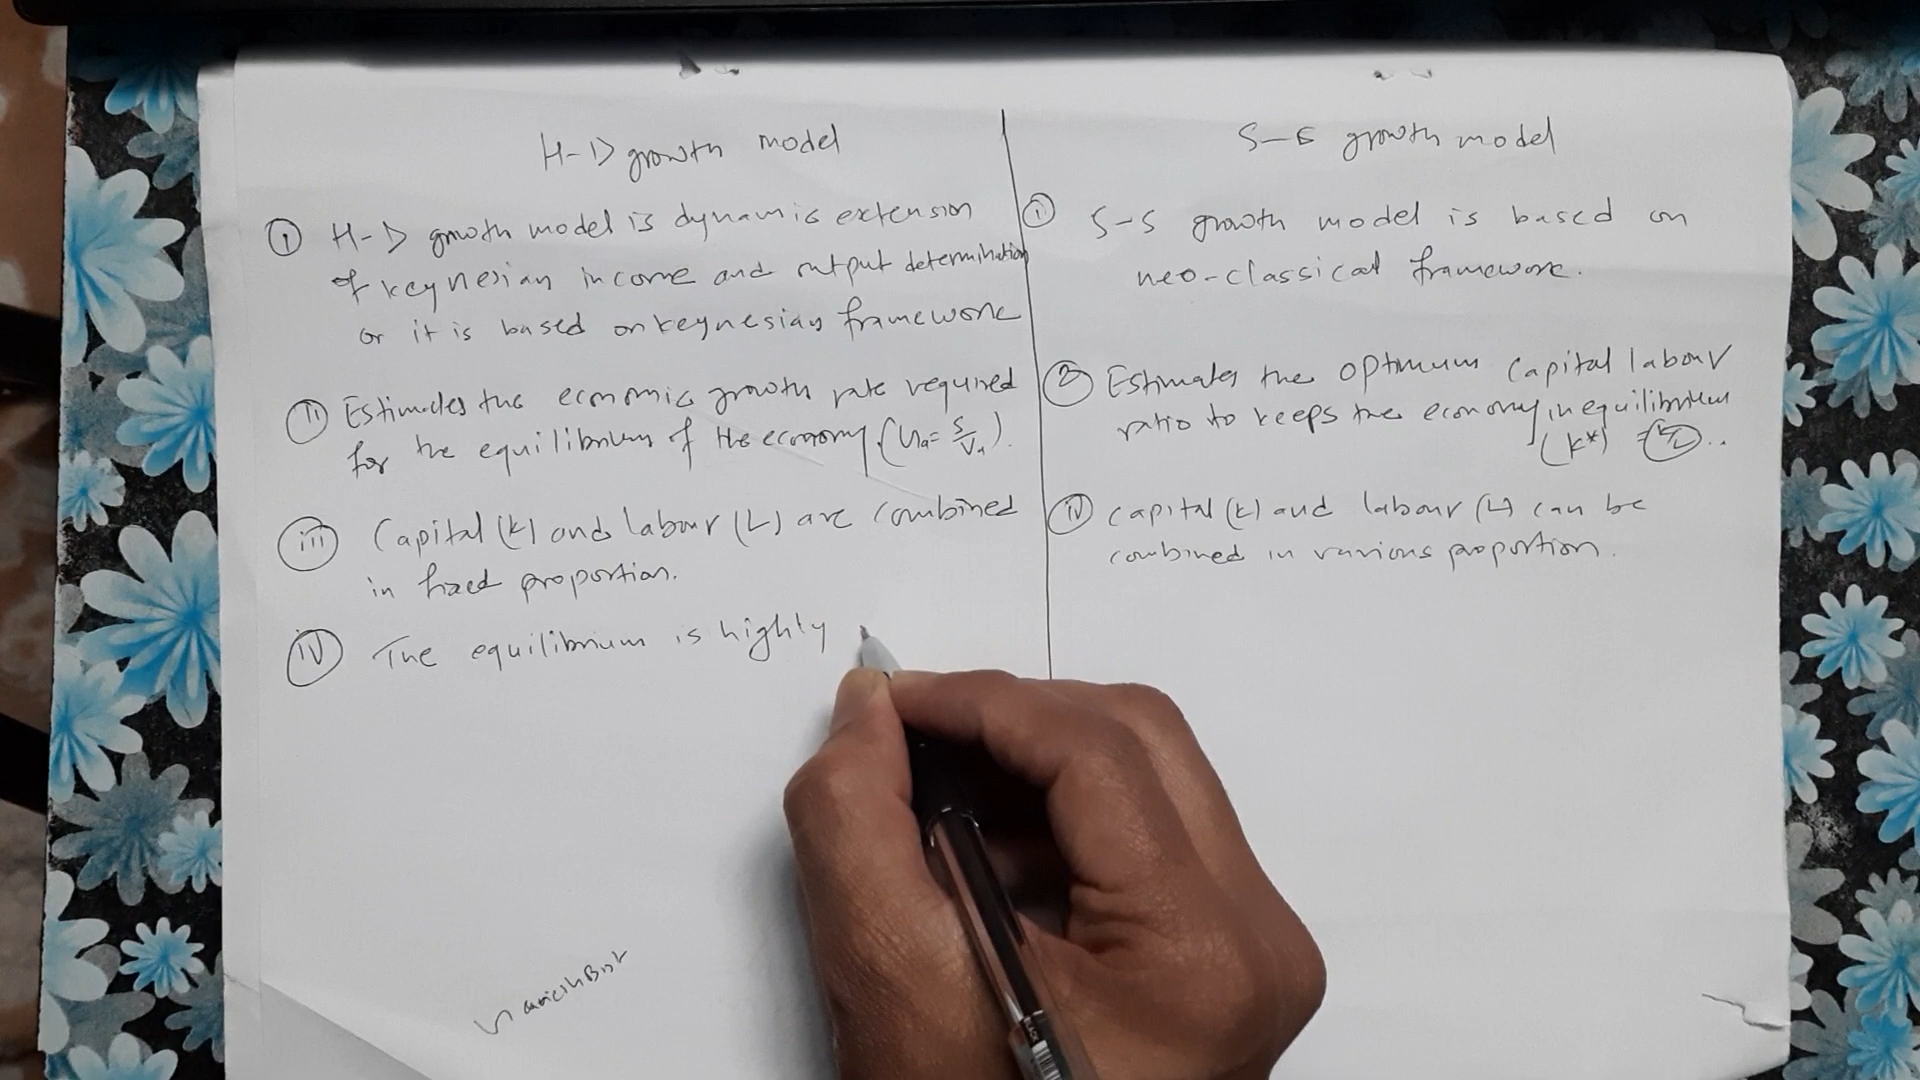 H-D growth model
① H-D growth model is dynamic extension
of keynesian income and output determination
or it is based on keynesian framework
ⓘⓘ Estimates the economic growth rate required
for the equilibrium of the economy (Ga = S/Va).
iii Capital (K) and labour (L) are combined
in fixed proportion.
iv The equilibrium is highly
S-S growth model
① S-S growth model is based on
neo-classical framework.
② Estimates the optimum capital labour
ratio to keeps the economy in equilibrium
(k*)
iv capital (K) and labour (L) can be
combined in various proportion.